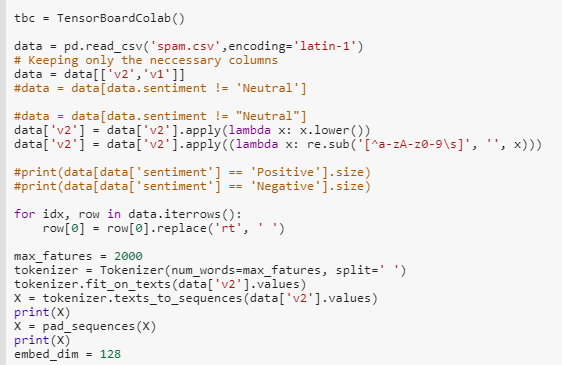 tbc = TensorBoardColab()
data = pd.read_csv('spam.csv',encoding='latin-1')
# Keeping only the neccessary columns
data = data[['v2','v1']]
#data = data[data.sentiment != 'Neutral']
#data = data[data.sentiment != "Neutral"]
data['v2'] = data['v2'].apply(lambda x: x.lower())
data['v2'] = data['v2'].apply((lambda x: re.sub('[^a-zA-z0-9\s]', '', x)))
#print(data[data['sentiment'] == 'Positive'].size)
#print(data[data['sentiment'] == 'Negative'].size)
for idx, row in data.iterrows():
    row[0] = row[0].replace('rt', ' ')
max_fatures = 2000
tokenizer = Tokenizer(num_words=max_fatures, split=' ')
tokenizer.fit_on_texts(data['v2'].values)
X = tokenizer.texts_to_sequences(data['v2'].values)
print(X)
X = pad_sequences(X)
print(X)
embed_dim = 128